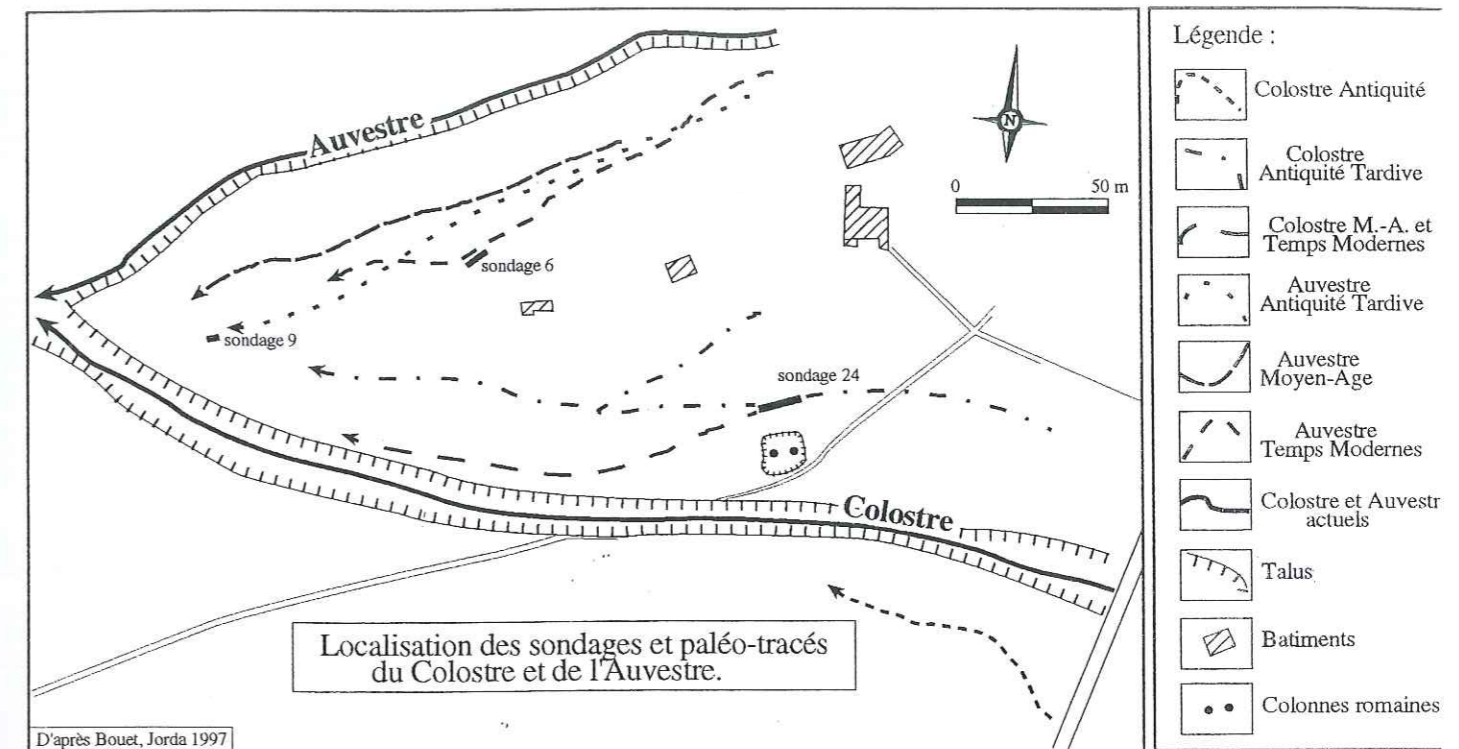 Auvestre
N
0 50 m
sondage 6
sondage 9
sondage 24
Colostre
Localisation des sondages et paléo-tracés
du Colostre et de l'Auvestre.
D'après Bouet, Jorda 1997
Légende :
Colostre Antiquité
Colostre
Antiquité Tardive
Colostre M.-A. et
Temps Modernes
Auvestre
Antiquité Tardive
Auvestre
Moyen-Age
Auvestre
Temps Modernes
Colostre et Auvestr
actuels
Talus
Batiments
Colonnes romaines